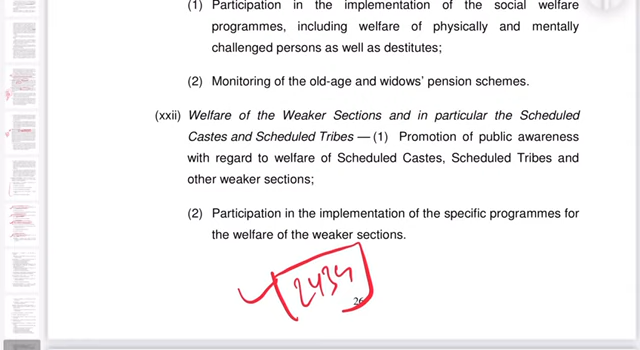 (1) Participation in the implementation of the social welfare
programmes, including welfare of physically and mentally
challenged persons as well as destitutes;
(2) Monitoring of the old-age and widows' pension schemes.
(xxii) Welfare of the Weaker Sections and in particular the Scheduled
Castes and Scheduled Tribes — (1) Promotion of public awareness
with regard to welfare of Scheduled Castes, Scheduled Tribes and
other weaker sections;
(2) Participation in the implementation of the specific programmes for
the welfare of the weaker sections.
26